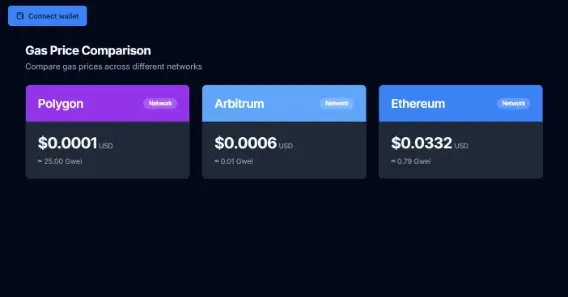 Connect wallet
Gas Price Comparison
Compare gas prices across different networks
Polygon Network
Arbitrum Network
Ethereum Network
$0.0001 USD
≈ 25.00 Gwei
$0.0006 USD
≈ 0.01 Gwei
$0.0332 USD
≈ 0.79 Gwei